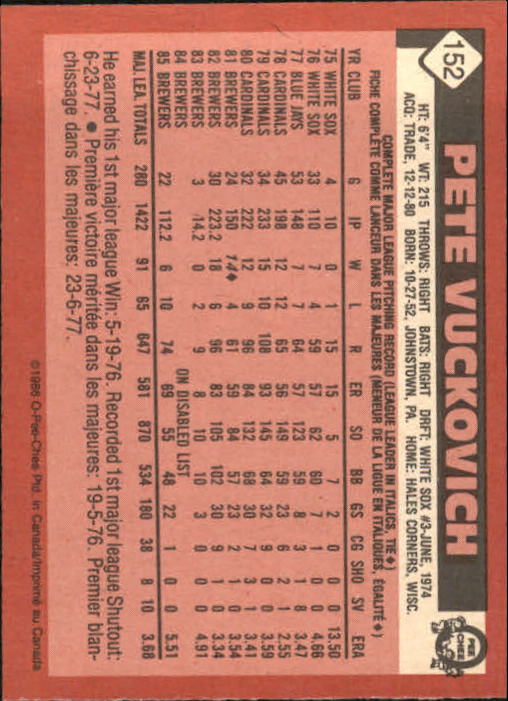 152
PETE VUCKOVICH
O PEE CHEE
HT: 6'4" WT: 215 THROWS: RIGHT BATS: RIGHT DRFT: WHITE SOX #3-JUNE, 1974
ACQ: TRADE, 12-12-80 BORN: 10-27-52, JOHNSTOWN, PA. HOME: HALES CORNERS, WISC.
COMPLETE MAJOR LEAGUE PITCHING RECORD (LEAGUE LEADER IN ITALICS, TIE ♦)
FICHE COMPLÈTE COMME LANCEUR DANS LES MAJEURES (MENEUR DE LA LIGUE EN ITALIQUES, ÉGALITÉ ♦)
YR CLUB G IP W L R ER SO BB GS CG SHO SV ERA
75 WHITE SOX 4 10 0 1 15 15 5 7 2 0 0 0 13.50
76 WHITE SOX 33 110 7 4 59 57 62 60 7 1 0 0 4.66
77 BLUE JAYS 53 148 7 7 64 57 123 59 8 3 1 8 3.47
78 CARDINALS 45 198 12 12 65 56 149 59 23 6 2 1 2.55
79 CARDINALS 34 233 15 10 108 93 145 64 32 9 0 0 3.59
80 CARDINALS 32 222 12 9 96 84 132 68 30 7 3 1 3.41
81 BREWERS 24 150 14♦ 4 61 59 84 57 23 2 1 0 3.54
82 BREWERS 30 223.2 18 6 96 83 105 102 30 9 1 0 3.34
83 BREWERS 3 14.2 0 2 9 8 10 10 3 0 0 0 4.91
84 BREWERS ON DISABLED LIST
85 BREWERS 22 112.2 6 10 74 69 55 48 22 1 0 0 5.51
MAJ. LEA. TOTALS 280 1422 91 65 647 581 870 534 180 38 8 10 3.68
He earned his 1st major league Win: 5-19-76. Recorded 1st major league Shutout:
6-23-77. ● Première victoire méritée dans les majeures: 19-5-76. Premier blan-
chissage dans les majeures: 23-6-77.
©1986 O-Pee-Chee Ptd. in Canada/Imprimé au Canada